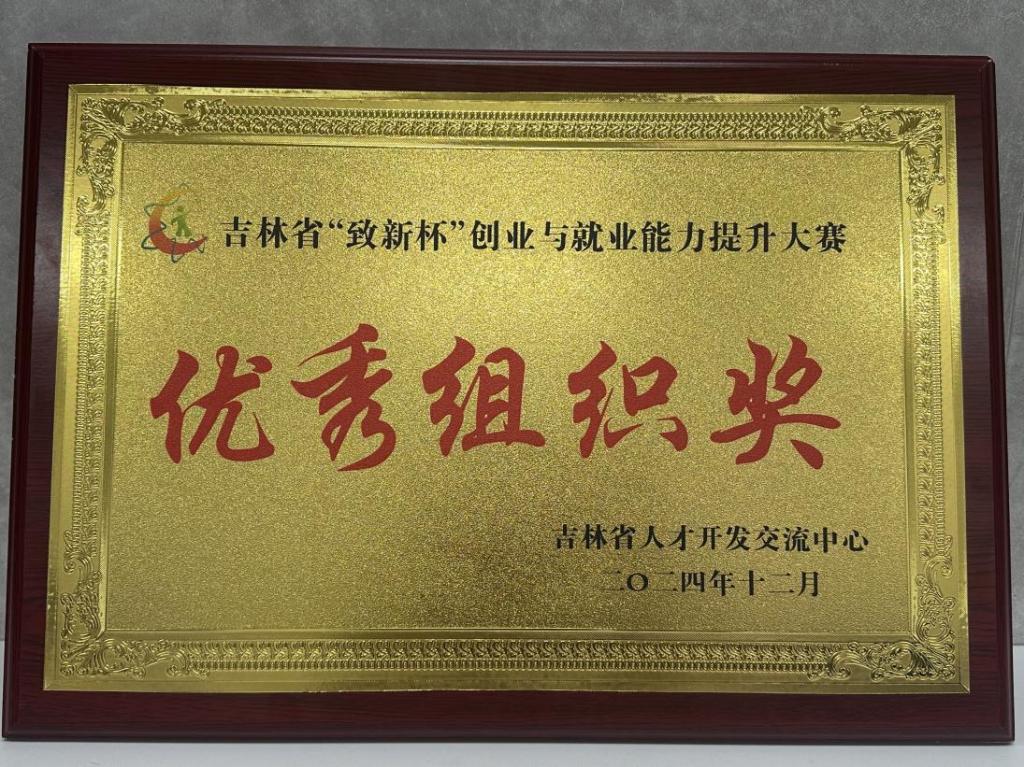 吉林省“致新杯”创业与就业能力提升大赛
优秀组织奖
吉林省人才开发交流中心
二〇二四年十二月